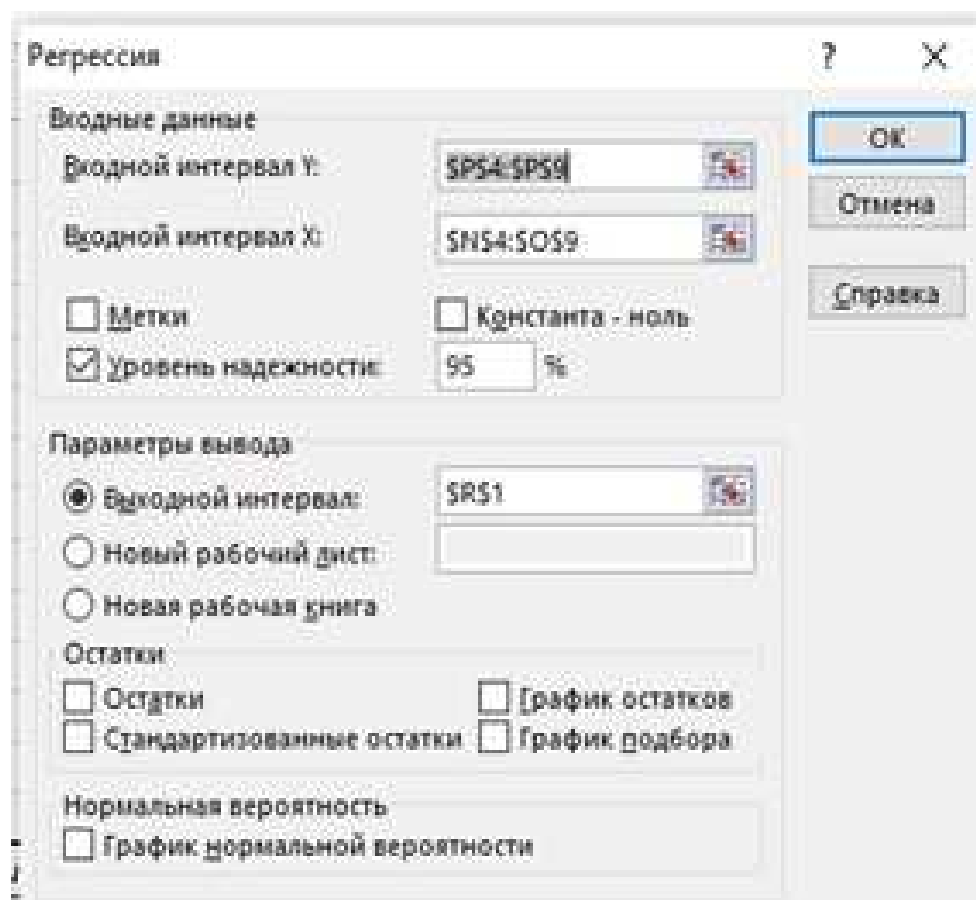 Регрессия ? X
Входные данные
Входной интервал Y: $P$4:$P$9
Входной интервал X: $N$4:$O$9
Метки Константа - ноль
Уровень надежности: 95 %
Параметры вывода
Выходной интервал: $R$1
Новый рабочий лист:
Новая рабочая книга
Остатки
Остатки График остатков
Стандартизованные остатки График подбора
Нормальная вероятность
График нормальной вероятности
ОК
Отмена
Справка